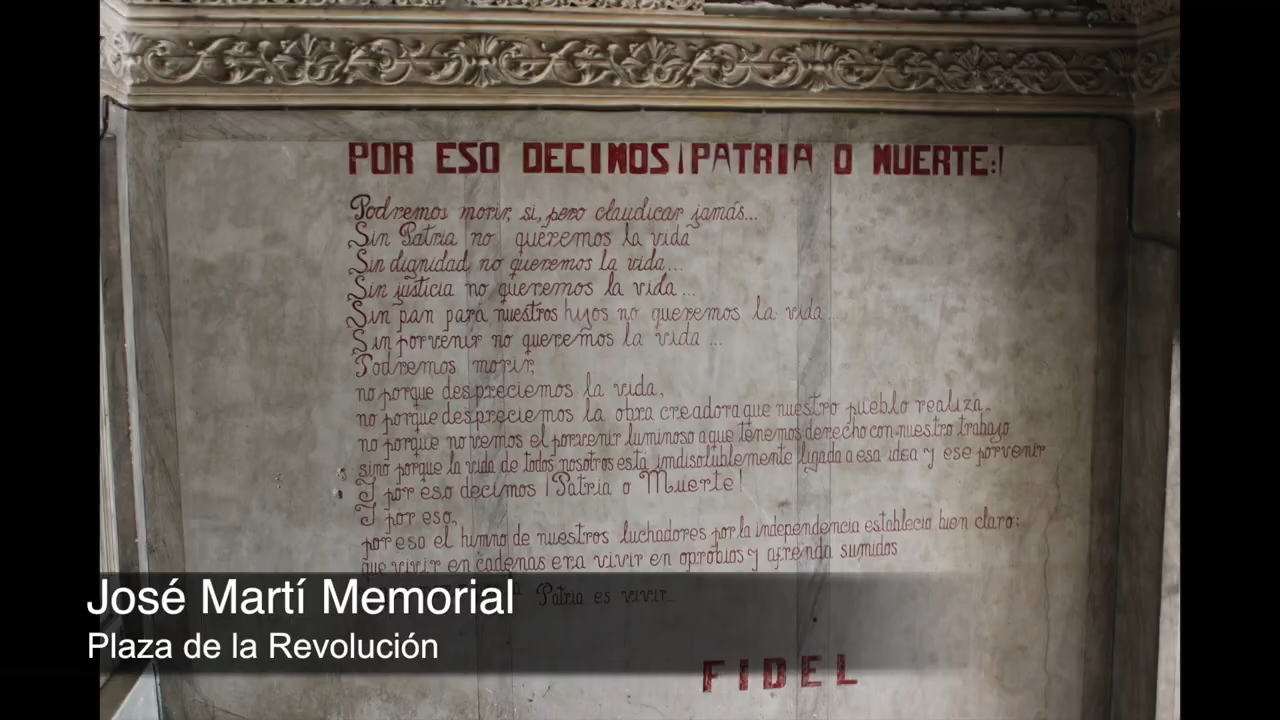 POR ESO DECIMOS ¡PATRIA O MUERTE:!
Podremos morir, si, pero claudicar jamás...
Sin Patria no queremos la vida
Sin dignidad no queremos la vida...
Sin justicia no queremos la vida...
Sin pan para nuestros hijos no queremos la vida...
Sin porvenir no queremos la vida...
Podremos morir,
no porque despreciemos la vida,
no porque despreciemos la obra creadora que nuestro pueblo realiza,
no porque no vemos el porvenir luminoso a que tenemos derecho con nuestro trabajo
sino porque la vida de todos nosotros está indisolublemente ligada a esa idea y ese porvenir
Y por eso decimos ¡Patria o Muerte!
Y por eso,
por eso el himno de nuestros luchadores por la independencia establecio bien claro:
que vivir en cadenas era vivir en oprobios y afrenda sumidos
Patria es vivir...
José Martí Memorial
Plaza de la Revolución
FIDEL